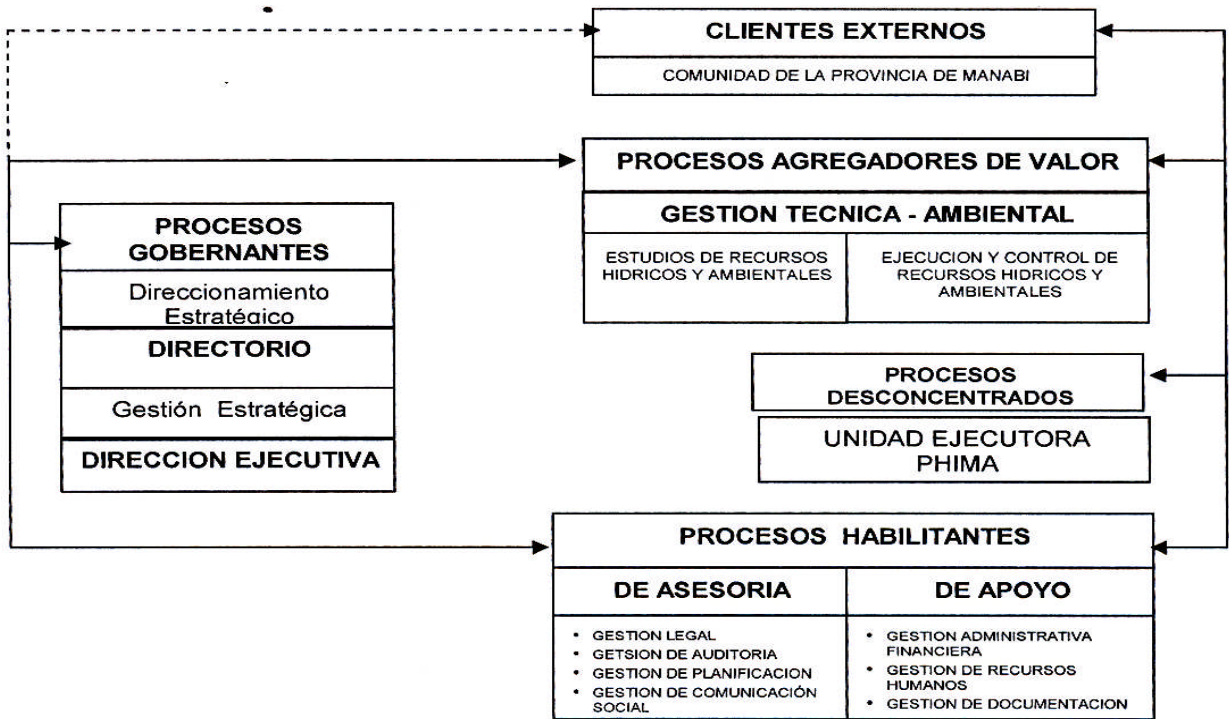 CLIENTES EXTERNOS
COMUNIDAD DE LA PROVINCIA DE MANABI
PROCESOS AGREGADORES DE VALOR
GESTION TECNICA - AMBIENTAL
ESTUDIOS DE RECURSOS
HIDRICOS Y AMBIENTALES
EJECUCION Y CONTROL DE
RECURSOS HIDRICOS Y
AMBIENTALES
PROCESOS
GOBERNANTES
Direccionamiento
Estratégico
DIRECTORIO
Gestión Estratégica
DIRECCION EJECUTIVA
PROCESOS
DESCONCENTRADOS
UNIDAD EJECUTORA
PHIMA
PROCESOS HABILITANTES
DE ASESORIA
• GESTION LEGAL
• GETSION DE AUDITORIA
• GESTION DE PLANIFICACION
• GESTION DE COMUNICACIÓN
SOCIAL
DE APOYO
• GESTION ADMINISTRATIVA
FINANCIERA
• GESTION DE RECURSOS
HUMANOS
• GESTION DE DOCUMENTACION